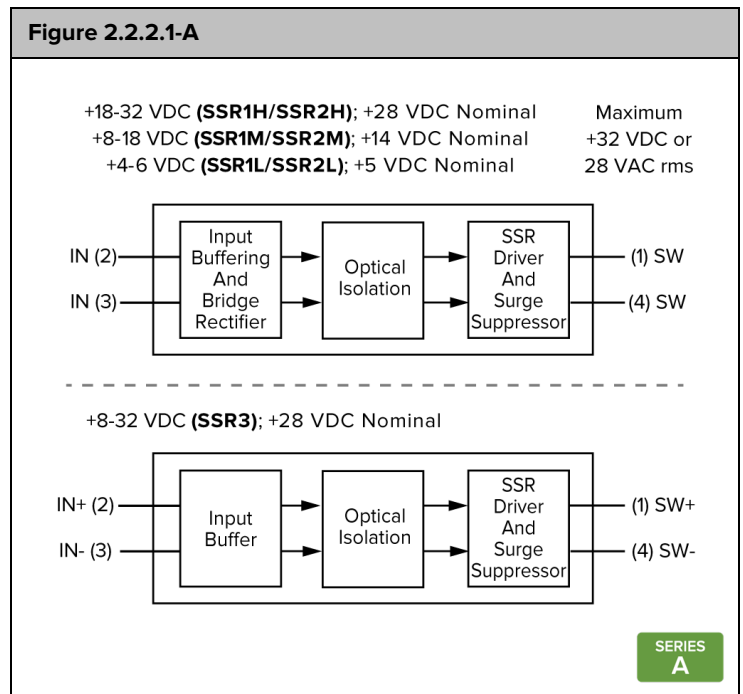 Figure 2.2.2.1-A
+18-32 VDC (SSR1H/SSR2H); +28 VDC Nominal
+8-18 VDC (SSR1M/SSR2M); +14 VDC Nominal
+4-6 VDC (SSR1L/SSR2L); +5 VDC Nominal
Maximum
+32 VDC or
28 VAC rms
IN (2)
IN (3)
Input
Buffering
And
Bridge
Rectifier
Optical
Isolation
SSR
Driver
And
Surge
Suppressor
(1) SW
(4) SW
+8-32 VDC (SSR3); +28 VDC Nominal
IN+ (2)
IN- (3)
Input
Buffer
Optical
Isolation
SSR
Driver
And
Surge
Suppressor
(1) SW+
(4) SW-
SERIES
A